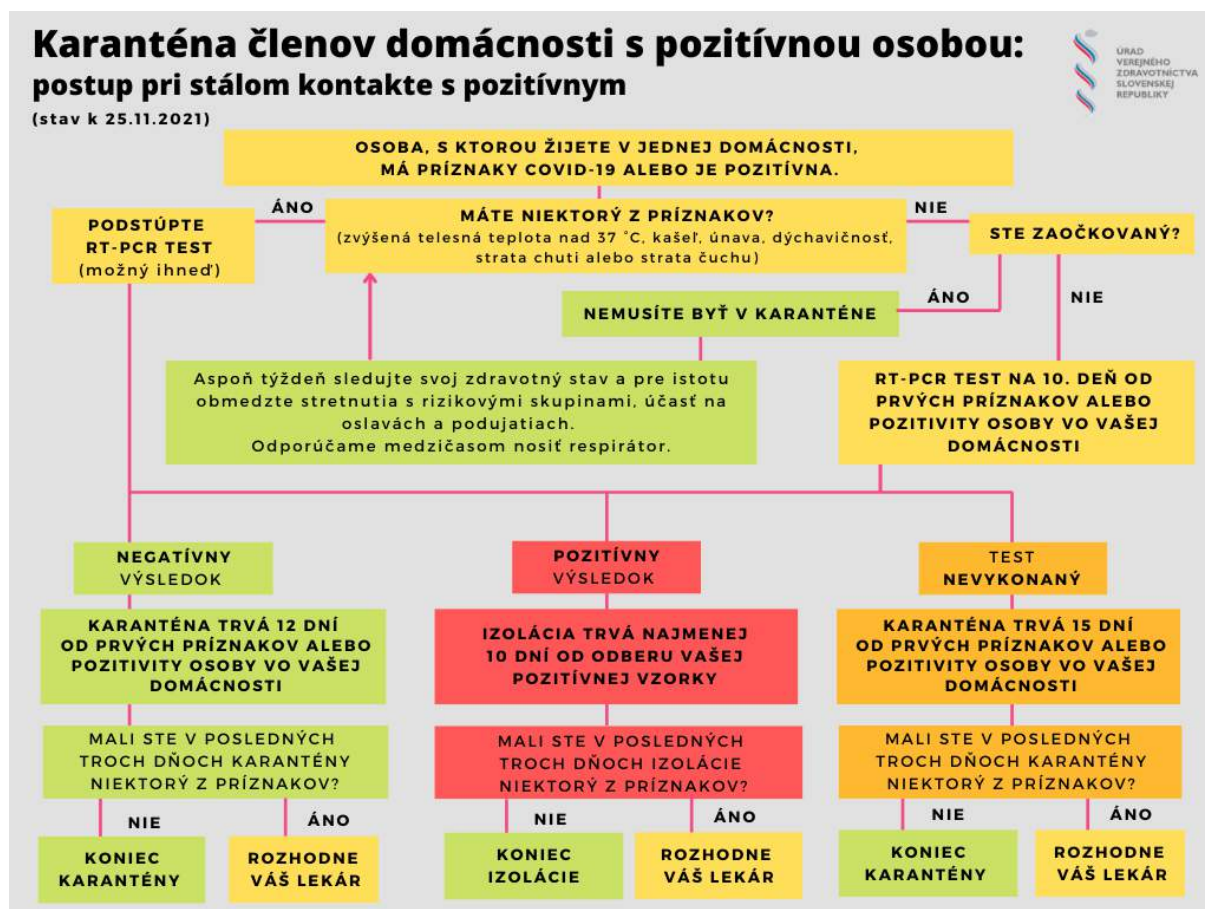 Karanténa členov domácnosti s pozitívnou osobou:
postup pri stálom kontakte s pozitívnym
(stav k 25.11.2021)
ÚRAD
VEREJNÉHO
ZDRAVOTNÍCTVA
SLOVENSKEJ
REPUBLIKY
OSOBA, S KTOROU ŽIJETE V JEDNEJ DOMÁCNOSTI,
MÁ PRÍZNAKY COVID-19 ALEBO JE POZITÍVNA.
ÁNO
MÁTE NIEKTORÝ Z PRÍZNAKOV?
(zvýšená telesná teplota nad 37 °C, kašeľ, únava, dýchavičnosť,
strata chuti alebo strata čuchu)
NIE
PODSTÚPTE
RT-PCR TEST
(možný ihneď)
STE ZAOČKOVANÝ?
ÁNO
NIE
NEMUSÍTE BYŤ V KARANTÉNE
Aspoň týždeň sledujte svoj zdravotný stav a pre istotu
obmedzte stretnutia s rizikovými skupinami, účasť na
oslavách a podujatiach.
Odporúčame medzičasom nosiť respirátor.
RT-PCR TEST NA 10. DEŇ OD
PRVÝCH PRÍZNAKOV ALEBO
POZITIVITY OSOBY VO VAŠEJ
DOMÁCNOSTI
NEGATÍVNY
VÝSLEDOK
KARANTÉNA TRVÁ 12 DNÍ
OD PRVÝCH PRÍZNAKOV ALEBO
POZITIVITY OSOBY VO VAŠEJ
DOMÁCNOSTI
MALI STE V POSLEDNÝCH
TROCH DŇOCH KARANTÉNY
NIEKTORÝ Z PRÍZNAKOV?
NIE
ÁNO
KONIEC
KARANTÉNY
ROZHODNE
VÁŠ LEKÁR
POZITÍVNY
VÝSLEDOK
IZOLÁCIA TRVÁ NAJMENEJ
10 DNÍ OD ODBERU VAŠEJ
POZITÍVNEJ VZORKY
MALI STE V POSLEDNÝCH
TROCH DŇOCH IZOLÁCIE
NIEKTORÝ Z PRÍZNAKOV?
NIE
ÁNO
KONIEC
IZOLÁCIE
ROZHODNE
VÁŠ LEKÁR
TEST
NEVYKONANÝ
KARANTÉNA TRVÁ 15 DNÍ
OD PRVÝCH PRÍZNAKOV ALEBO
POZITIVITY OSOBY VO VAŠEJ
DOMÁCNOSTI
MALI STE V POSLEDNÝCH
TROCH DŇOCH KARANTÉNY
NIEKTORÝ Z PRÍZNAKOV?
NIE
ÁNO
KONIEC
KARANTÉNY
ROZHODNE
VÁŠ LEKÁR